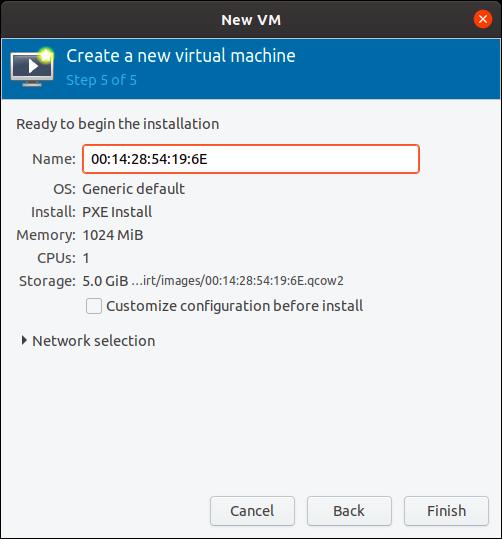 New VM
Create a new virtual machine
Step 5 of 5
Ready to begin the installation
Name: 00:14:28:54:19:6E
OS: Generic default
Install: PXE Install
Memory: 1024 MiB
CPUs: 1
Storage: 5.0 GiB ...irt/images/00:14:28:54:19:6E.qcow2
Customize configuration before install
Network selection
Cancel Back Finish